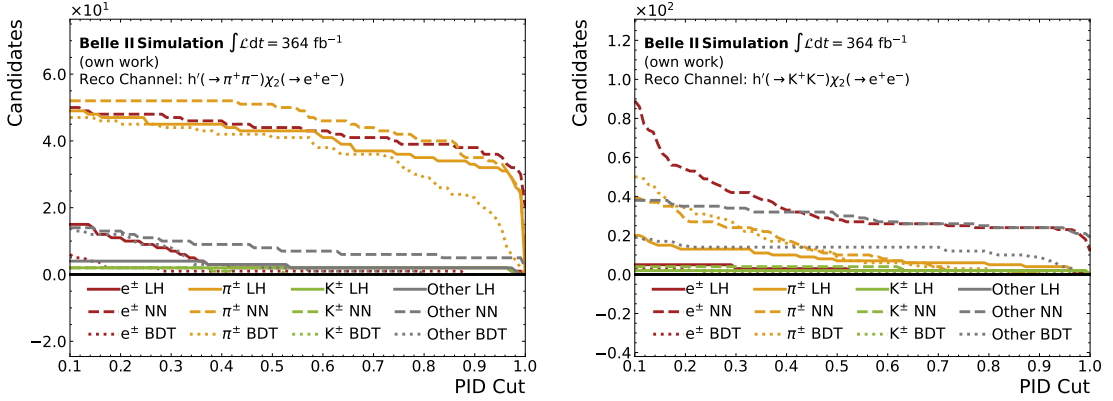 ×10¹
Candidates
Belle II Simulation ∫ℒdt = 364 fb⁻¹
(own work)
Reco Channel: h′(→π⁺π⁻)χ₂(→e⁺e⁻)
6.0
4.0
2.0
0.0
−2.0
e± LH π± LH K± LH Other LH
e± NN π± NN K± NN Other NN
e± BDT π± BDT K± BDT Other BDT
0.1 0.2 0.3 0.4 0.5 0.6 0.7 0.8 0.9 1.0
PID Cut
×10²
Candidates
Belle II Simulation ∫ℒdt = 364 fb⁻¹
(own work)
Reco Channel: h′(→K⁺K⁻)χ₂(→e⁺e⁻)
1.2
1.0
0.8
0.6
0.4
0.2
0.0
−0.2
−0.4
e± LH π± LH K± LH Other LH
e± NN π± NN K± NN Other NN
e± BDT π± BDT K± BDT Other BDT
0.1 0.2 0.3 0.4 0.5 0.6 0.7 0.8 0.9 1.0
PID Cut